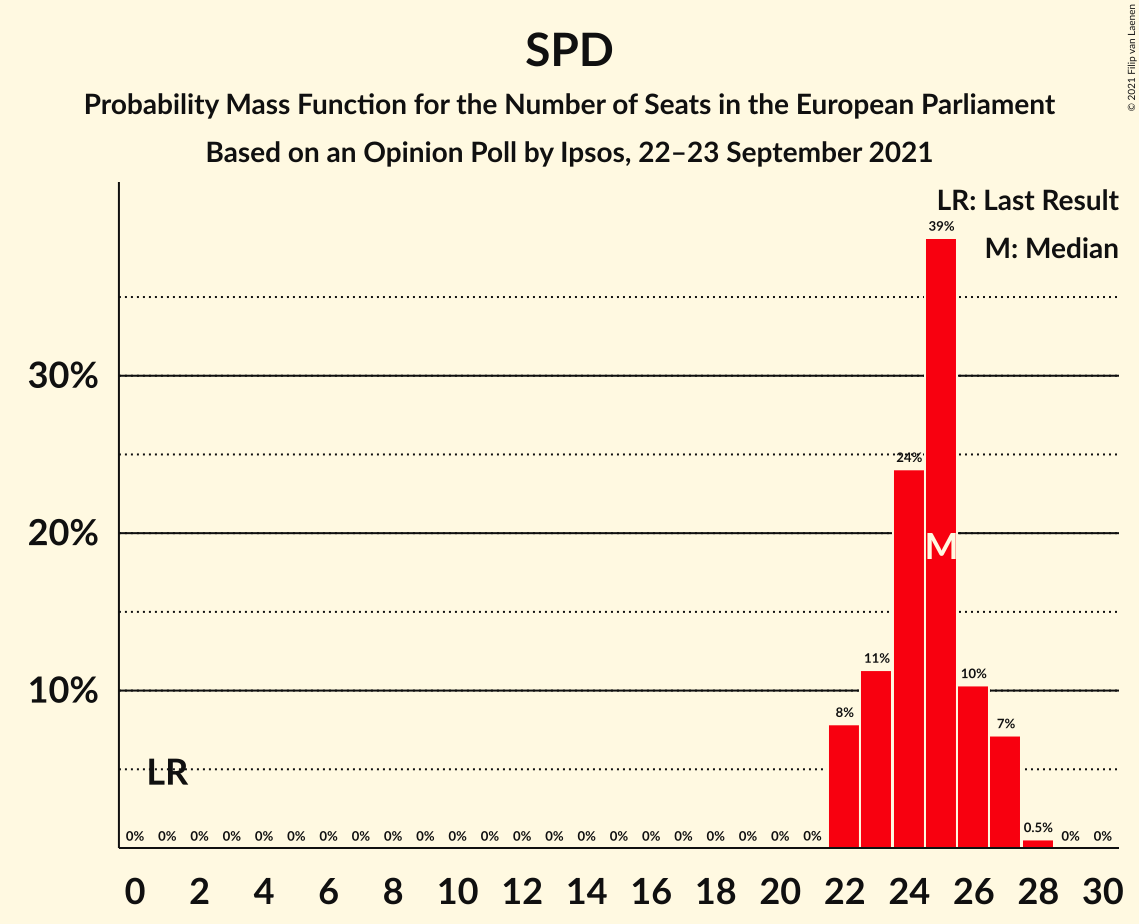 SPD
Probability Mass Function for the Number of Seats in the European Parliament
Based on an Opinion Poll by Ipsos, 22–23 September 2021
© 2021 Filip van Laenen
LR: Last Result
M: Median
39%
30%
24%
20%
M
11%
10%
10%
8%
7%
LR
0.5%
0% 0% 0% 0% 0% 0% 0% 0% 0% 0% 0% 0% 0% 0% 0% 0% 0% 0% 0% 0% 0% 0% 0% 0%
0 2 4 6 8 10 12 14 16 18 20 22 24 26 28 30